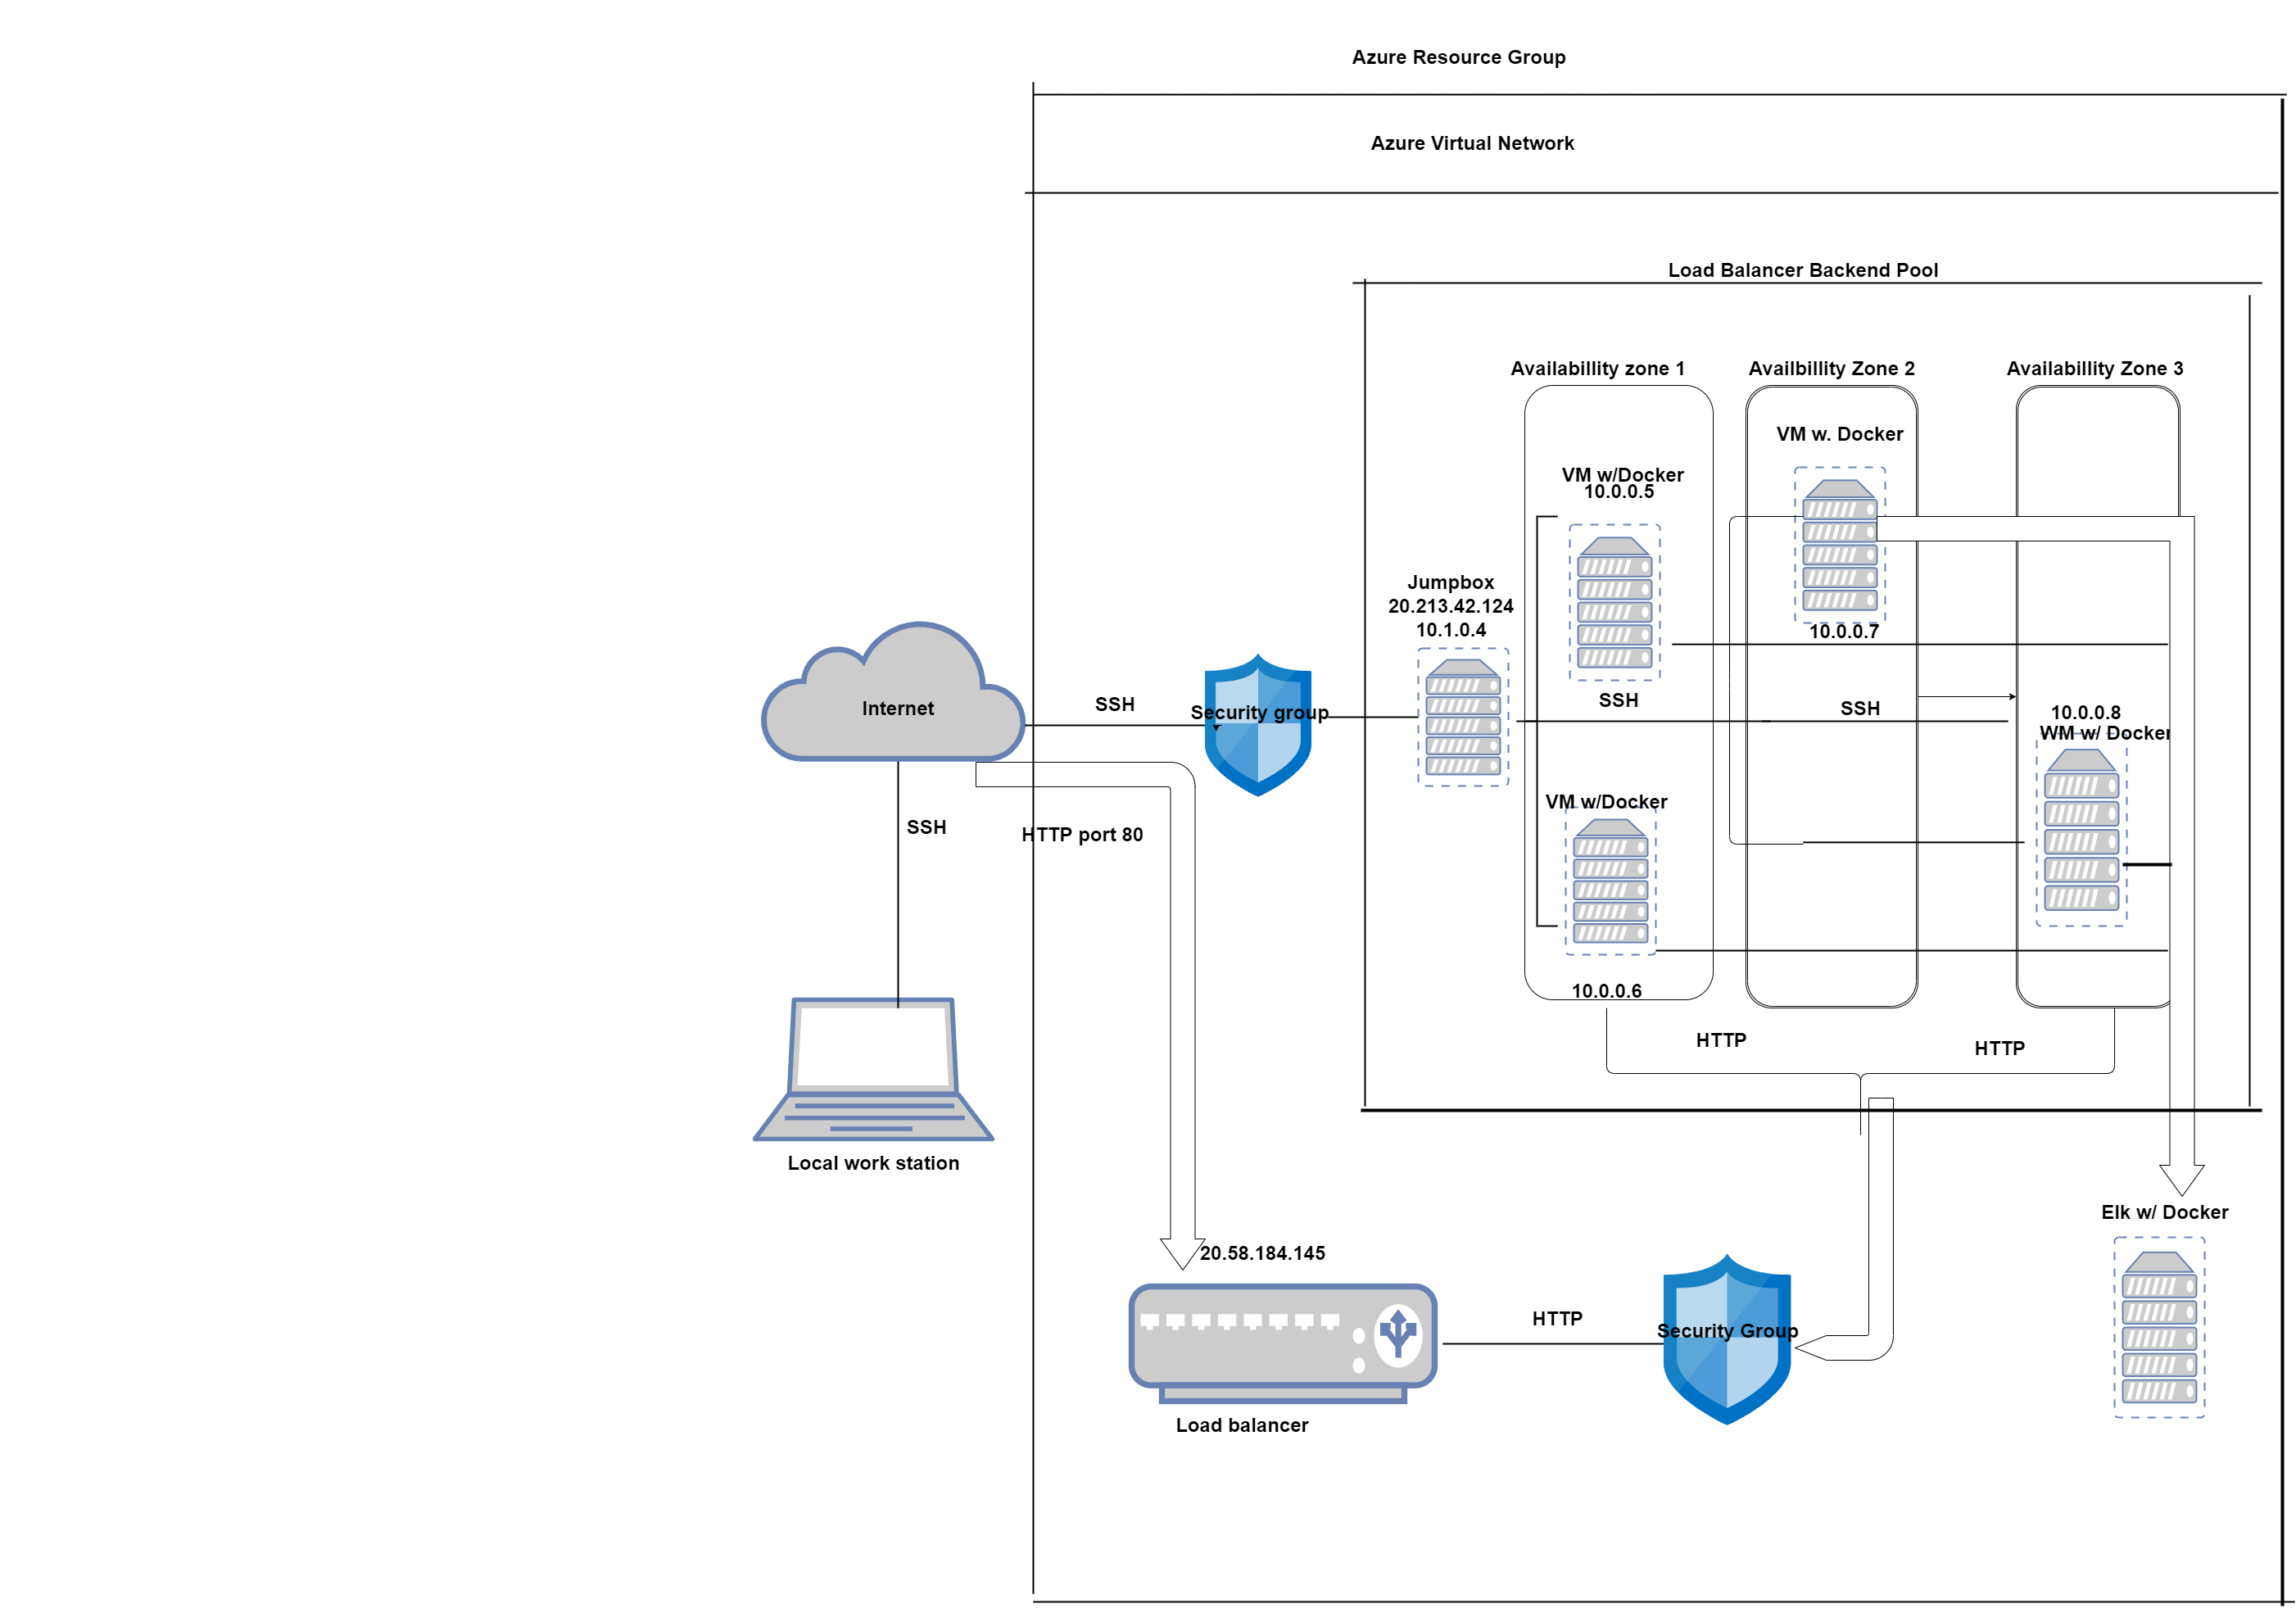 Azure Resource Group
Azure Virtual Network
Load Balancer Backend Pool
Availabillity zone 1
Availbillity Zone 2
Availabillity Zone 3
VM w. Docker
VM w/Docker
10.0.0.5
Jumpbox
20.213.42.124
10.1.0.4
10.0.0.7
SSH
Internet
Security group
SSH
SSH
10.0.0.8
WM w/ Docker
VM w/Docker
SSH
HTTP port 80
10.0.0.6
HTTP
HTTP
Local work station
Elk w/ Docker
20.58.184.145
HTTP
Security Group
Load balancer